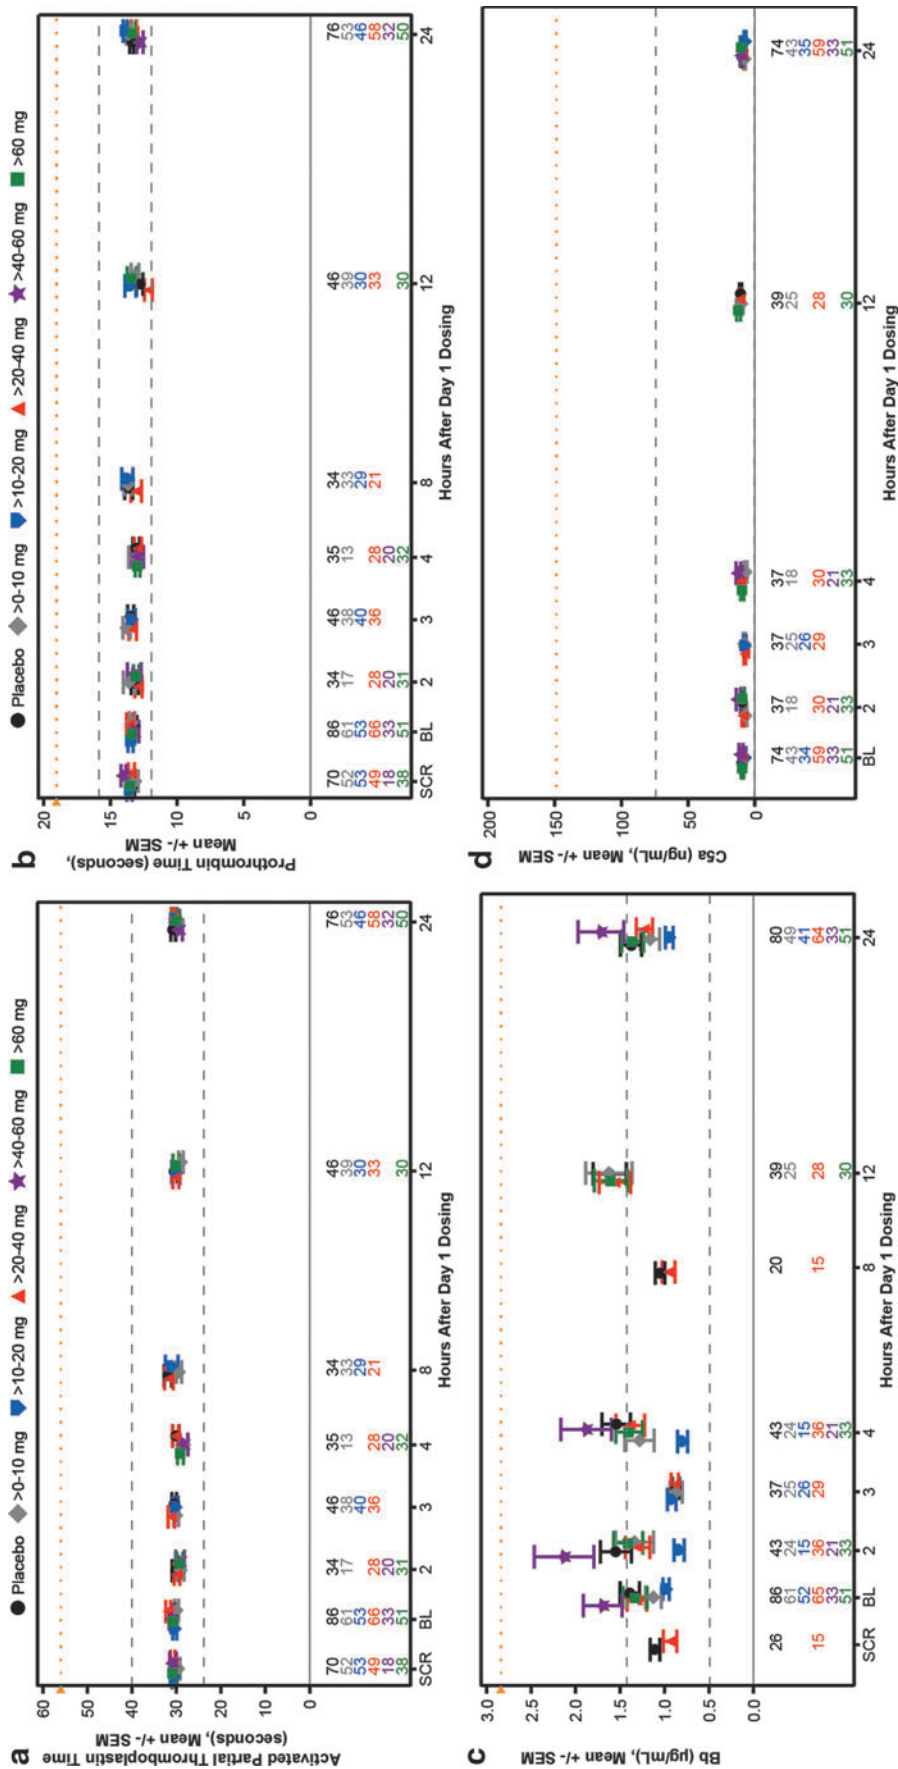 a
Placebo >0-10 mg >10-20 mg >20-40 mg >40-60 mg >60 mg
Activated Partial Thromboplastin Time
(seconds), Mean +/- SEM
60
50
40
30
20
10
0
70 86 34 46 35 34 46 76
52 61 17 38 13 33 39 53
53 53 40 29 30 46
49 66 28 36 28 21 33 58
18 33 20 20 32
38 51 31 32 30 50
SCR BL 2 3 4 8 12 24
Hours After Day 1 Dosing
b
Placebo >0-10 mg >10-20 mg >20-40 mg >40-60 mg >60 mg
Prothrombin Time (seconds),
Mean +/- SEM
20
15
10
5
0
70 86 34 46 35 34 46 76
52 61 17 38 13 33 39 53
53 53 40 29 30 46
49 66 28 36 28 21 33 58
18 33 20 20 32
38 51 31 32 30 50
SCR BL 2 3 4 8 12 24
Hours After Day 1 Dosing
c
Bb (µg/mL), Mean +/- SEM
3.0
2.5
2.0
1.5
1.0
0.5
0.0
26 86 43 37 43 20 39 80
61 24 25 24 25 49
52 15 26 15 41
15 65 36 29 36 15 28 64
33 21 21 33
51 33 33 30 51
SCR BL 2 3 4 8 12 24
Hours After Day 1 Dosing
d
C5a (ng/mL), Mean +/- SEM
200
150
100
50
0
74 37 37 37 39 74
43 18 25 18 25 43
34 26 35
59 30 29 30 28 59
33 21 21 33
51 33 33 30 51
BL 2 3 4 12 24
Hours After Day 1 Dosing